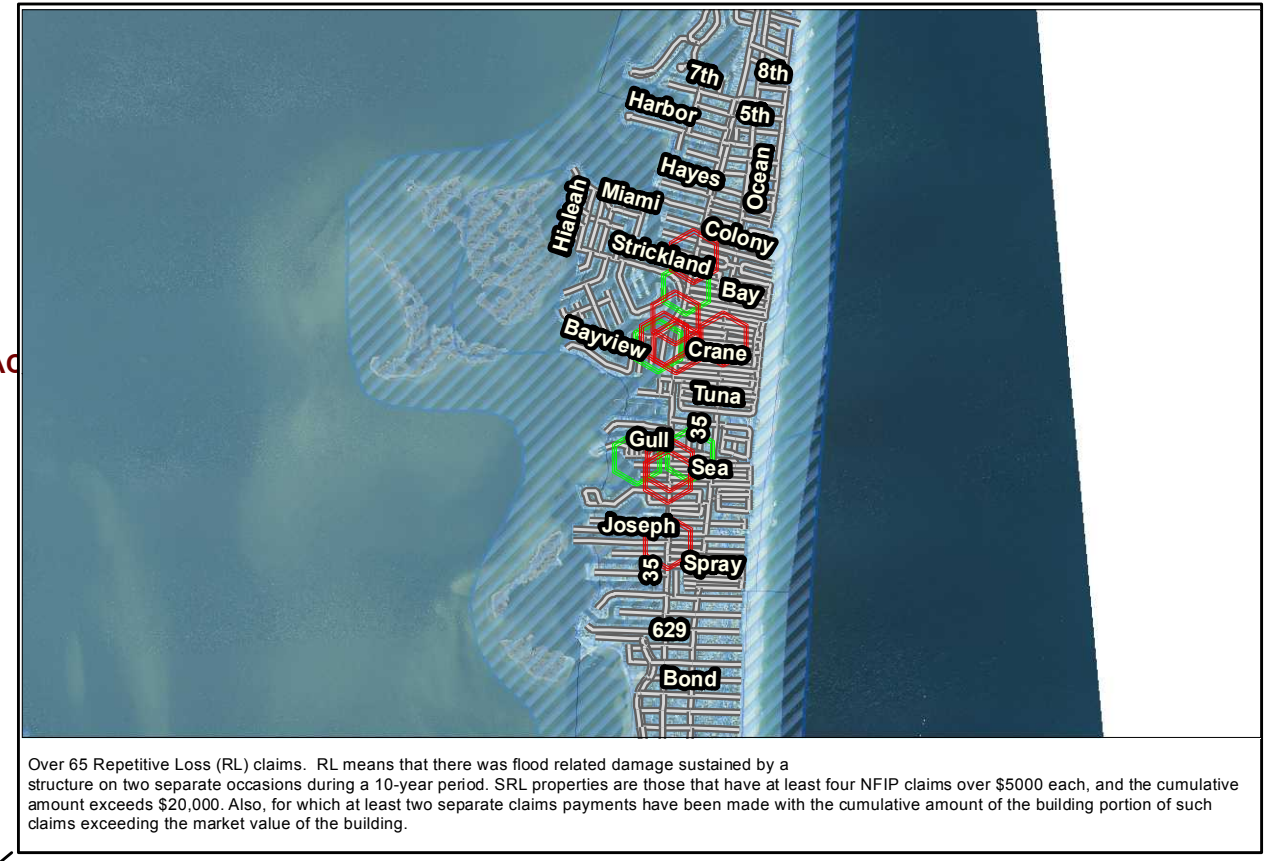 7th
8th
Harbor
5th
Hayes
Ocean
Hialeah
Miami
Colony
Strickland
Bay
Bayview
Crane
Tuna
35
Gull
Sea
Joseph
Spray
35
629
Bond
Over 65 Repetitive Loss (RL) claims.  RL means that there was flood related damage sustained by a
structure on two separate occasions during a 10-year period. SRL properties are those that have at least four NFIP claims over $5000 each, and the cumulative
amount exceeds $20,000. Also, for which at least two separate claims payments have been made with the cumulative amount of the building portion of such
claims exceeding the market value of the building.